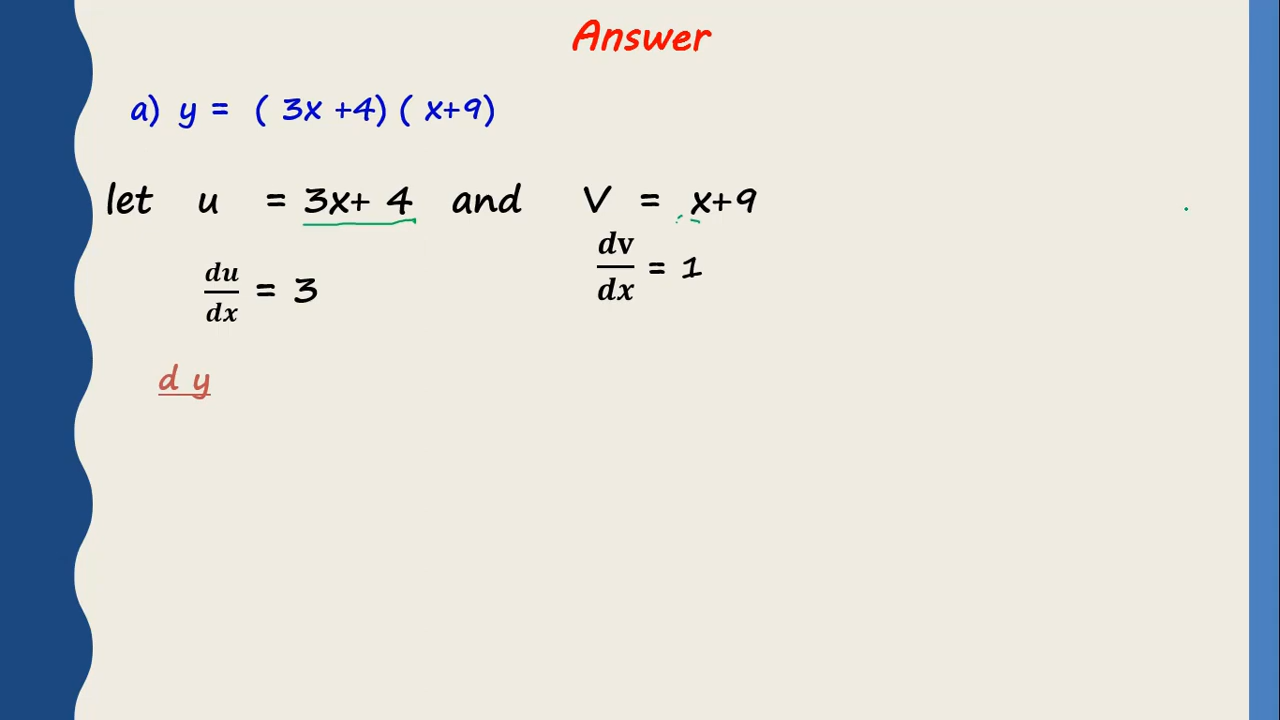 Answer
a) y = ( 3x +4) ( x+9)
let u = 3x+ 4 and V = x+9
du/dx = 3 dv/dx = 1
d y